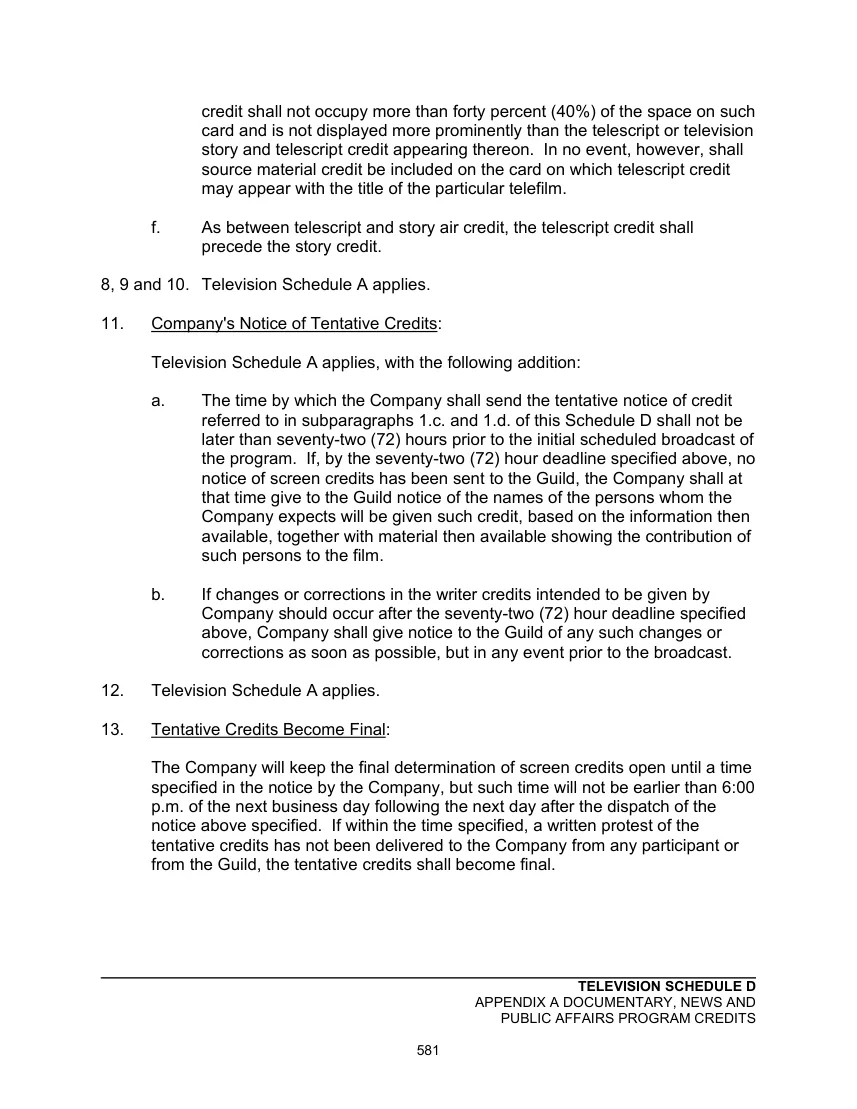 credit shall not occupy more than forty percent (40%) of the space on such
card and is not displayed more prominently than the telescript or television
story and telescript credit appearing thereon.  In no event, however, shall
source material credit be included on the card on which telescript credit
may appear with the title of the particular telefilm.
f. As between telescript and story air credit, the telescript credit shall
precede the story credit.
8, 9 and 10. Television Schedule A applies.
11. Company's Notice of Tentative Credits:
Television Schedule A applies, with the following addition:
a. The time by which the Company shall send the tentative notice of credit
referred to in subparagraphs 1.c. and 1.d. of this Schedule D shall not be
later than seventy-two (72) hours prior to the initial scheduled broadcast of
the program.  If, by the seventy-two (72) hour deadline specified above, no
notice of screen credits has been sent to the Guild, the Company shall at
that time give to the Guild notice of the names of the persons whom the
Company expects will be given such credit, based on the information then
available, together with material then available showing the contribution of
such persons to the film.
b. If changes or corrections in the writer credits intended to be given by
Company should occur after the seventy-two (72) hour deadline specified
above, Company shall give notice to the Guild of any such changes or
corrections as soon as possible, but in any event prior to the broadcast.
12. Television Schedule A applies.
13. Tentative Credits Become Final:
The Company will keep the final determination of screen credits open until a time
specified in the notice by the Company, but such time will not be earlier than 6:00
p.m. of the next business day following the next day after the dispatch of the
notice above specified.  If within the time specified, a written protest of the
tentative credits has not been delivered to the Company from any participant or
from the Guild, the tentative credits shall become final.
TELEVISION SCHEDULE D
APPENDIX A DOCUMENTARY, NEWS AND
PUBLIC AFFAIRS PROGRAM CREDITS
581